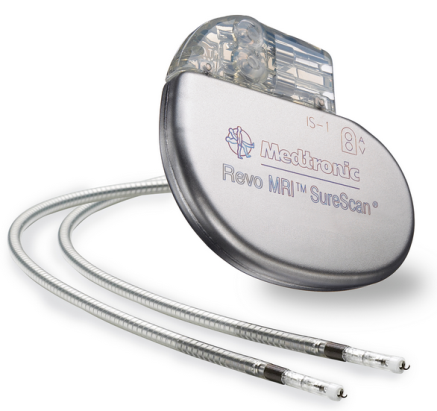 IS-1 A V
Medtronic
Revo MRI™ SureScan®